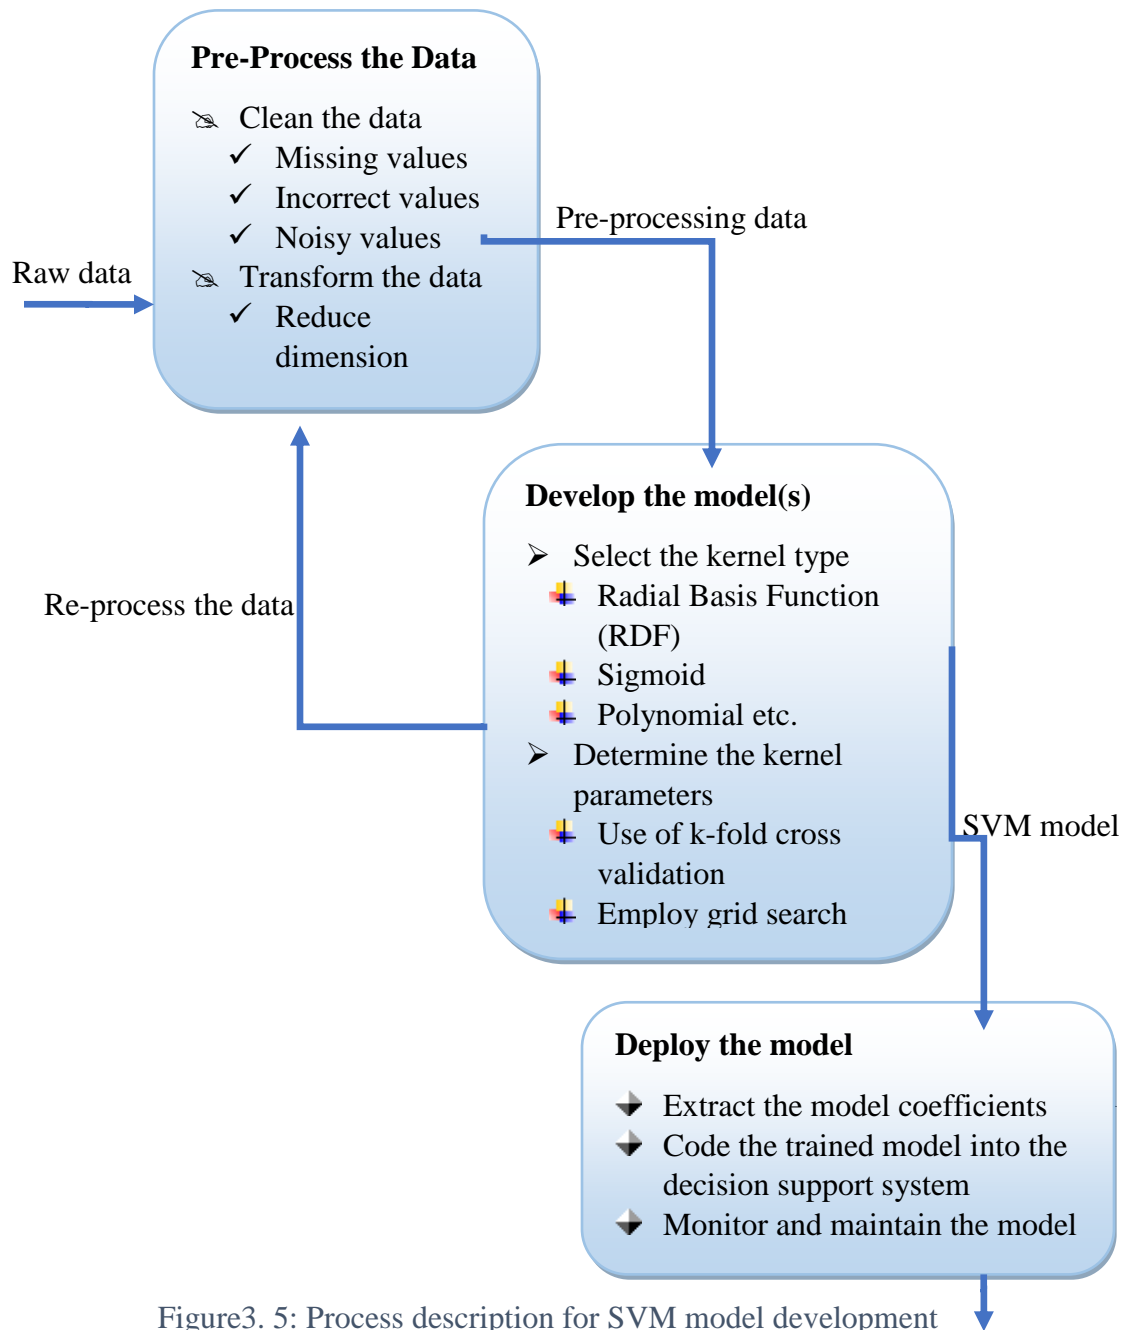 Pre-Process the Data
Clean the data
✓ Missing values
✓ Incorrect values
✓ Noisy values
Transform the data
✓ Reduce
dimension
Raw data
Pre-processing data
Re-process the data
Develop the model(s)
➢ Select the kernel type
Radial Basis Function
(RDF)
Sigmoid
Polynomial etc.
➢ Determine the kernel
parameters
Use of k-fold cross
validation
Employ grid search
SVM model
Deploy the model
Extract the model coefficients
Code the trained model into the
decision support system
Monitor and maintain the model
Figure3. 5: Process description for SVM model development